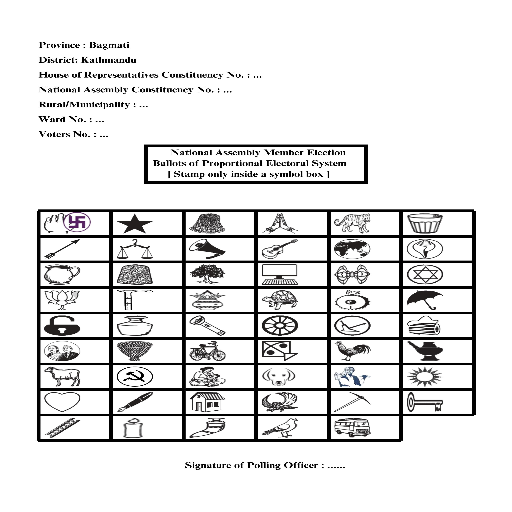 Province : Bagmati
District: Kathmandu
House of Representatives Constituency No. : ...
National Assembly Constituency No. : ...
Rural/Municipality : ...
Ward No. : ...
Voters No. : ...
National Assembly Member Election
Ballots of Proportional Electoral System
[ Stamp only inside a symbol box ]
Signature of Polling Officer : ......